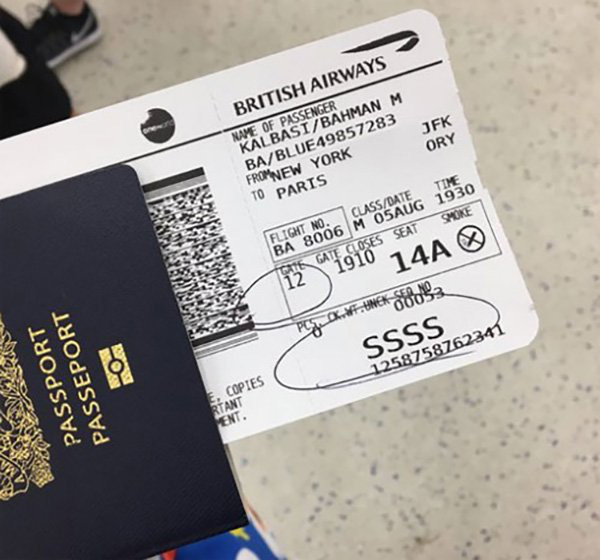 BRITISH AIRWAYS
oneworld
NAME OF PASSENGER
KALBASI/BAHMAN M
BA/BLUE49857283
FROM NEW YORK JFK
TO PARIS ORY
FLIGHT NO. CLASS/DATE TIME
BA 8006 M 05AUG 1930
GATE GATE CLOSES SEAT SMOKE
12 1910 14A
PCS. CK.WT. UNCK SEQ NO
0 00053
SSSS
1258758762341
E. COPIES
RTANT
MENT.
PASSPORT
PASSEPORT